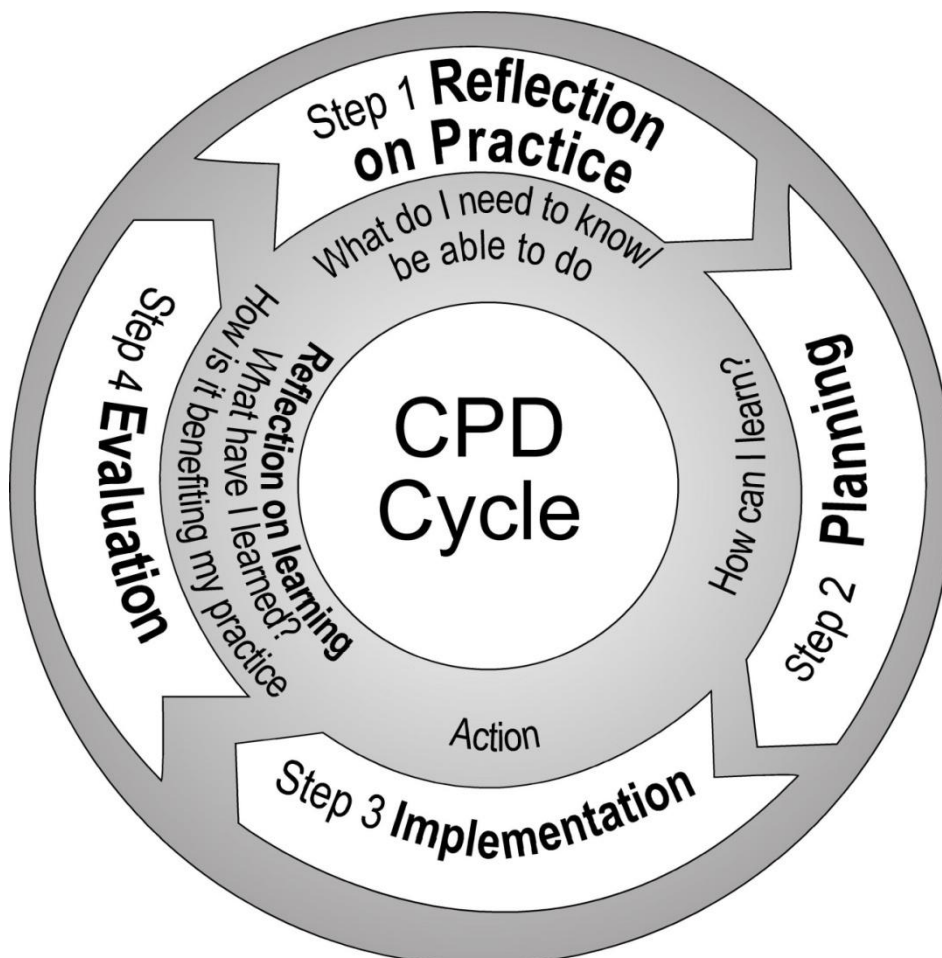 Step 1 Reflection
on Practice
What do I need to know/
be able to do
Step 2 Planning
How can I learn?
Step 3 Implementation
Action
Step 4 Evaluation
Reflection on learning
What have I learned?
How is it benefiting my practice
CPD
Cycle